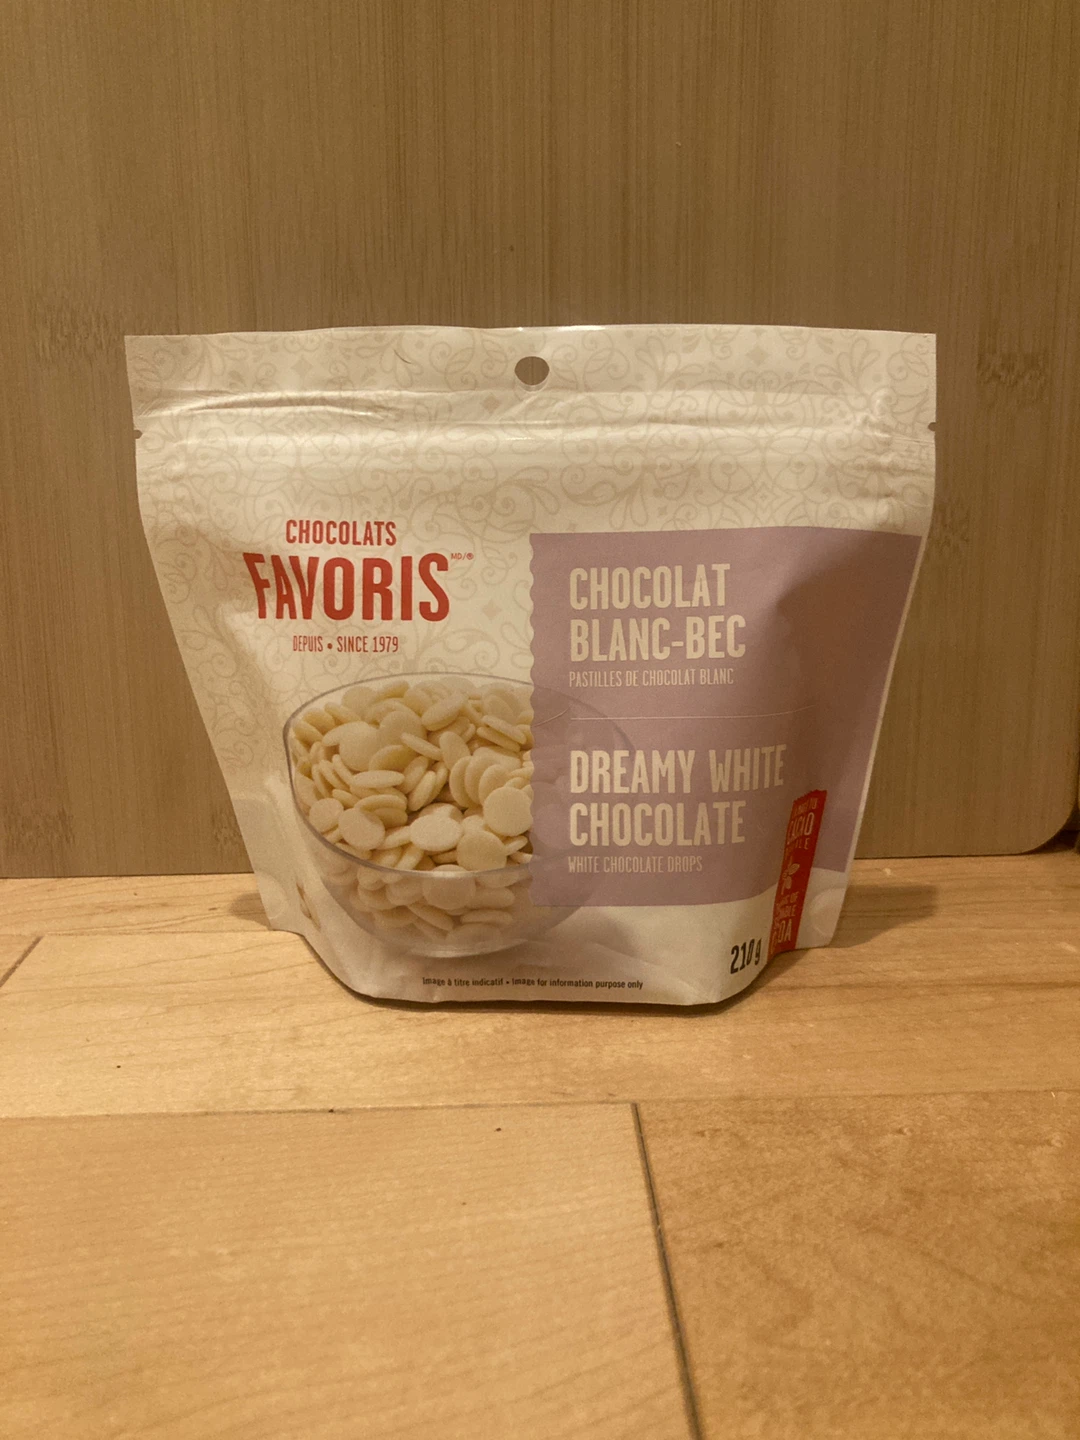 CHOCOLATS
FAVORIS MD/®
DEPUIS • SINCE 1979
CHOCOLAT
BLANC-BEC
PASTILLES DE CHOCOLAT BLANC
DREAMY WHITE
CHOCOLATE
WHITE CHOCOLATE DROPS
210 g
Image à titre indicatif • Image for information purpose only